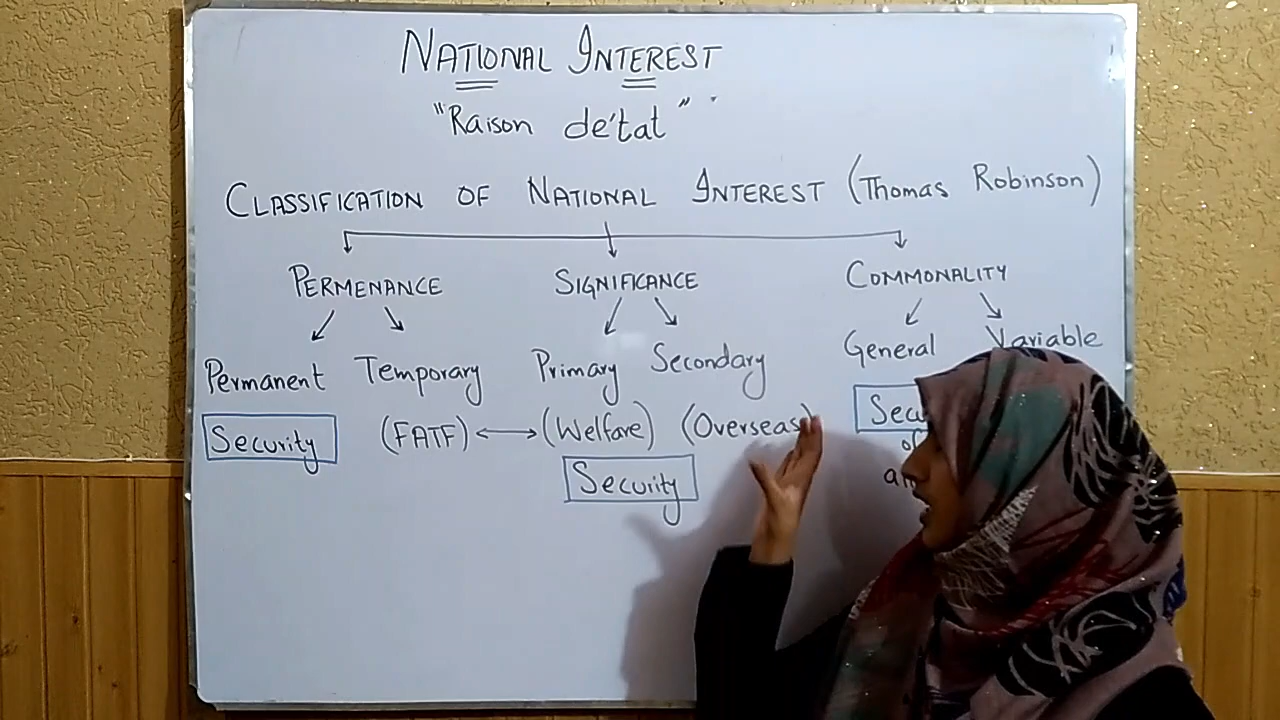 NATIONAL INTEREST
"Raison de'tat"
CLASSIFICATION OF NATIONAL INTEREST (Thomas Robinson)
PERMENANCE SIGNIFICANCE COMMONALITY
Permanent Temporary Primary Secondary General Variable
Security (FATF) (Welfare) (Overseas)
Security